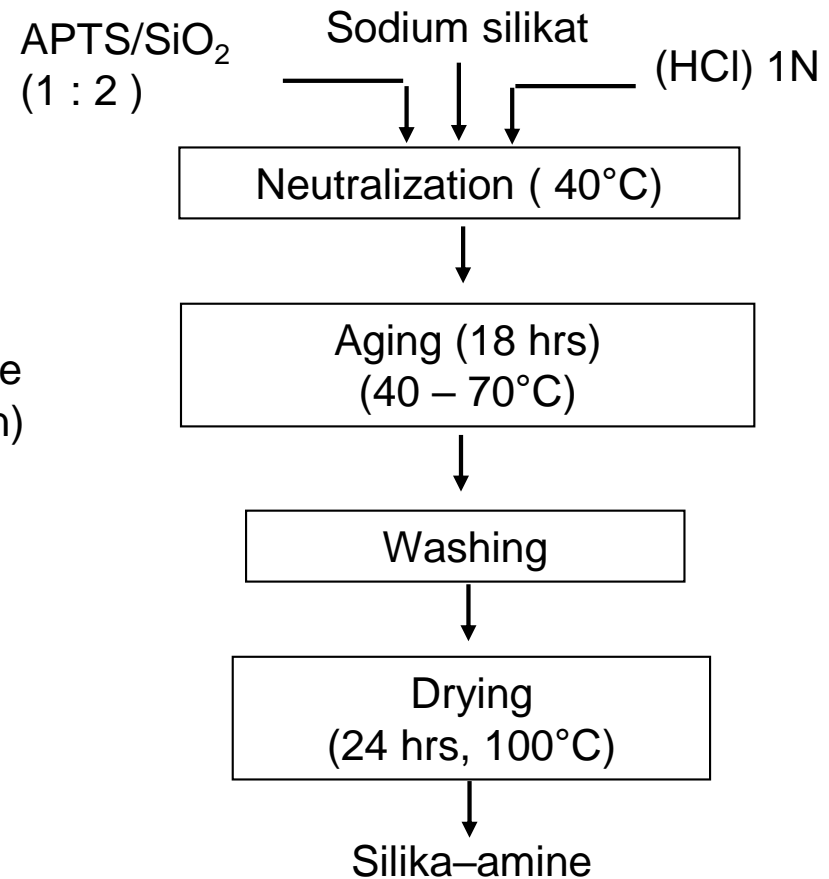 APTS/SiO₂
(1 : 2 )
Sodium silikat
(HCl) 1N
Neutralization ( 40°C)
Aging (18 hrs)
(40 – 70°C)
Washing
Drying
(24 hrs, 100°C)
Silika–amine